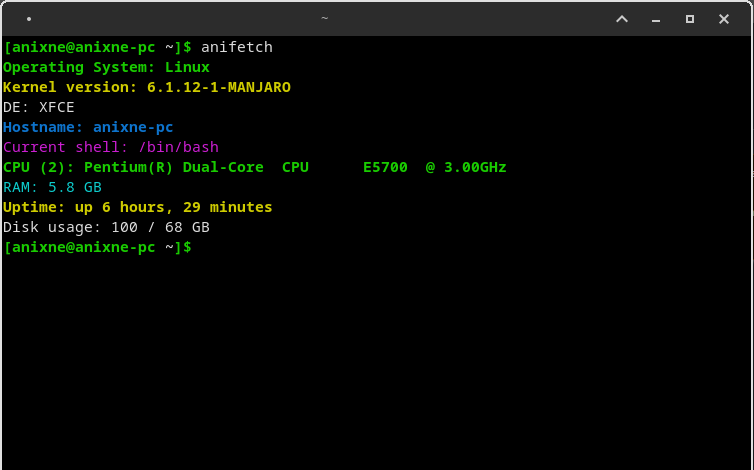 ~
[anixne@anixne-pc ~]$ anifetch
Operating System: Linux
Kernel version: 6.1.12-1-MANJARO
DE: XFCE
Hostname: anixne-pc
Current shell: /bin/bash
CPU (2): Pentium(R) Dual-Core  CPU      E5700  @ 3.00GHz
RAM: 5.8 GB
Uptime: up 6 hours, 29 minutes
Disk usage: 100 / 68 GB
[anixne@anixne-pc ~]$